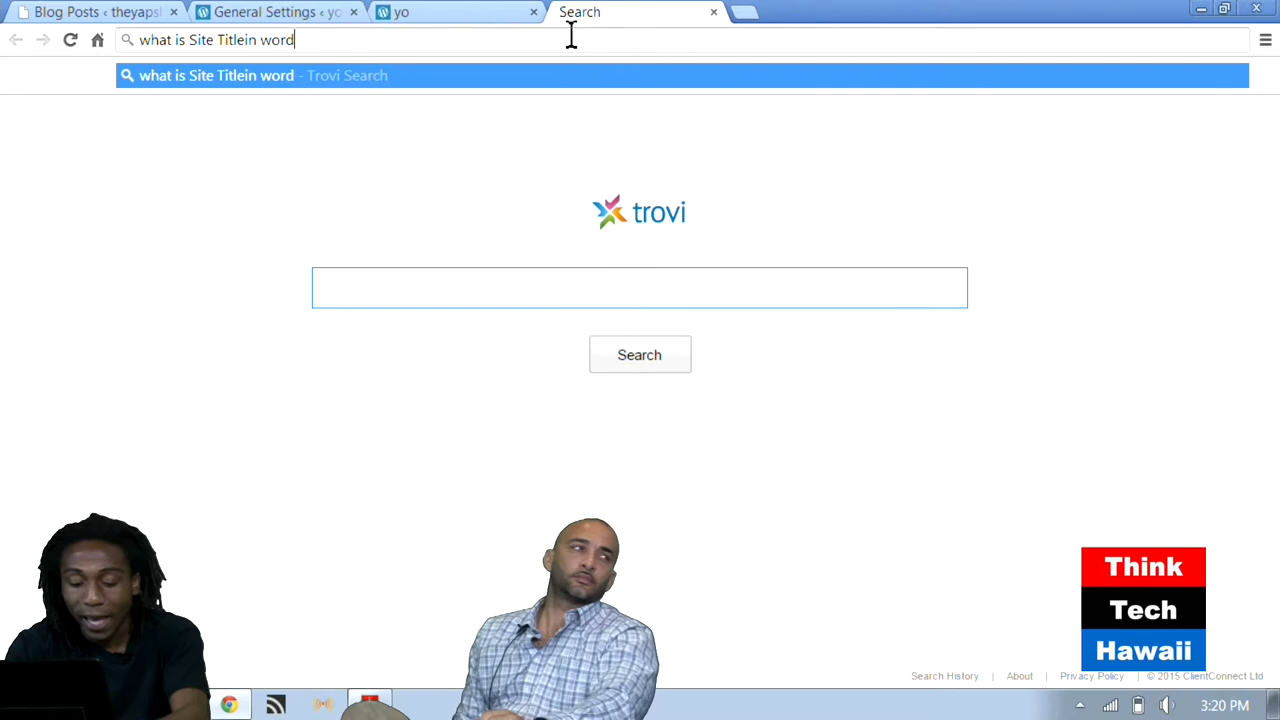 Blog Posts ‹ theyapsl
General Settings ‹ yo
yo
Search
what is Site Titlein word
what is Site Titlein word - Trovi Search
trovi
Search
Think
Tech
Hawaii
Search History | About | Privacy Policy | © 2015 ClientConnect Ltd
3:20 PM